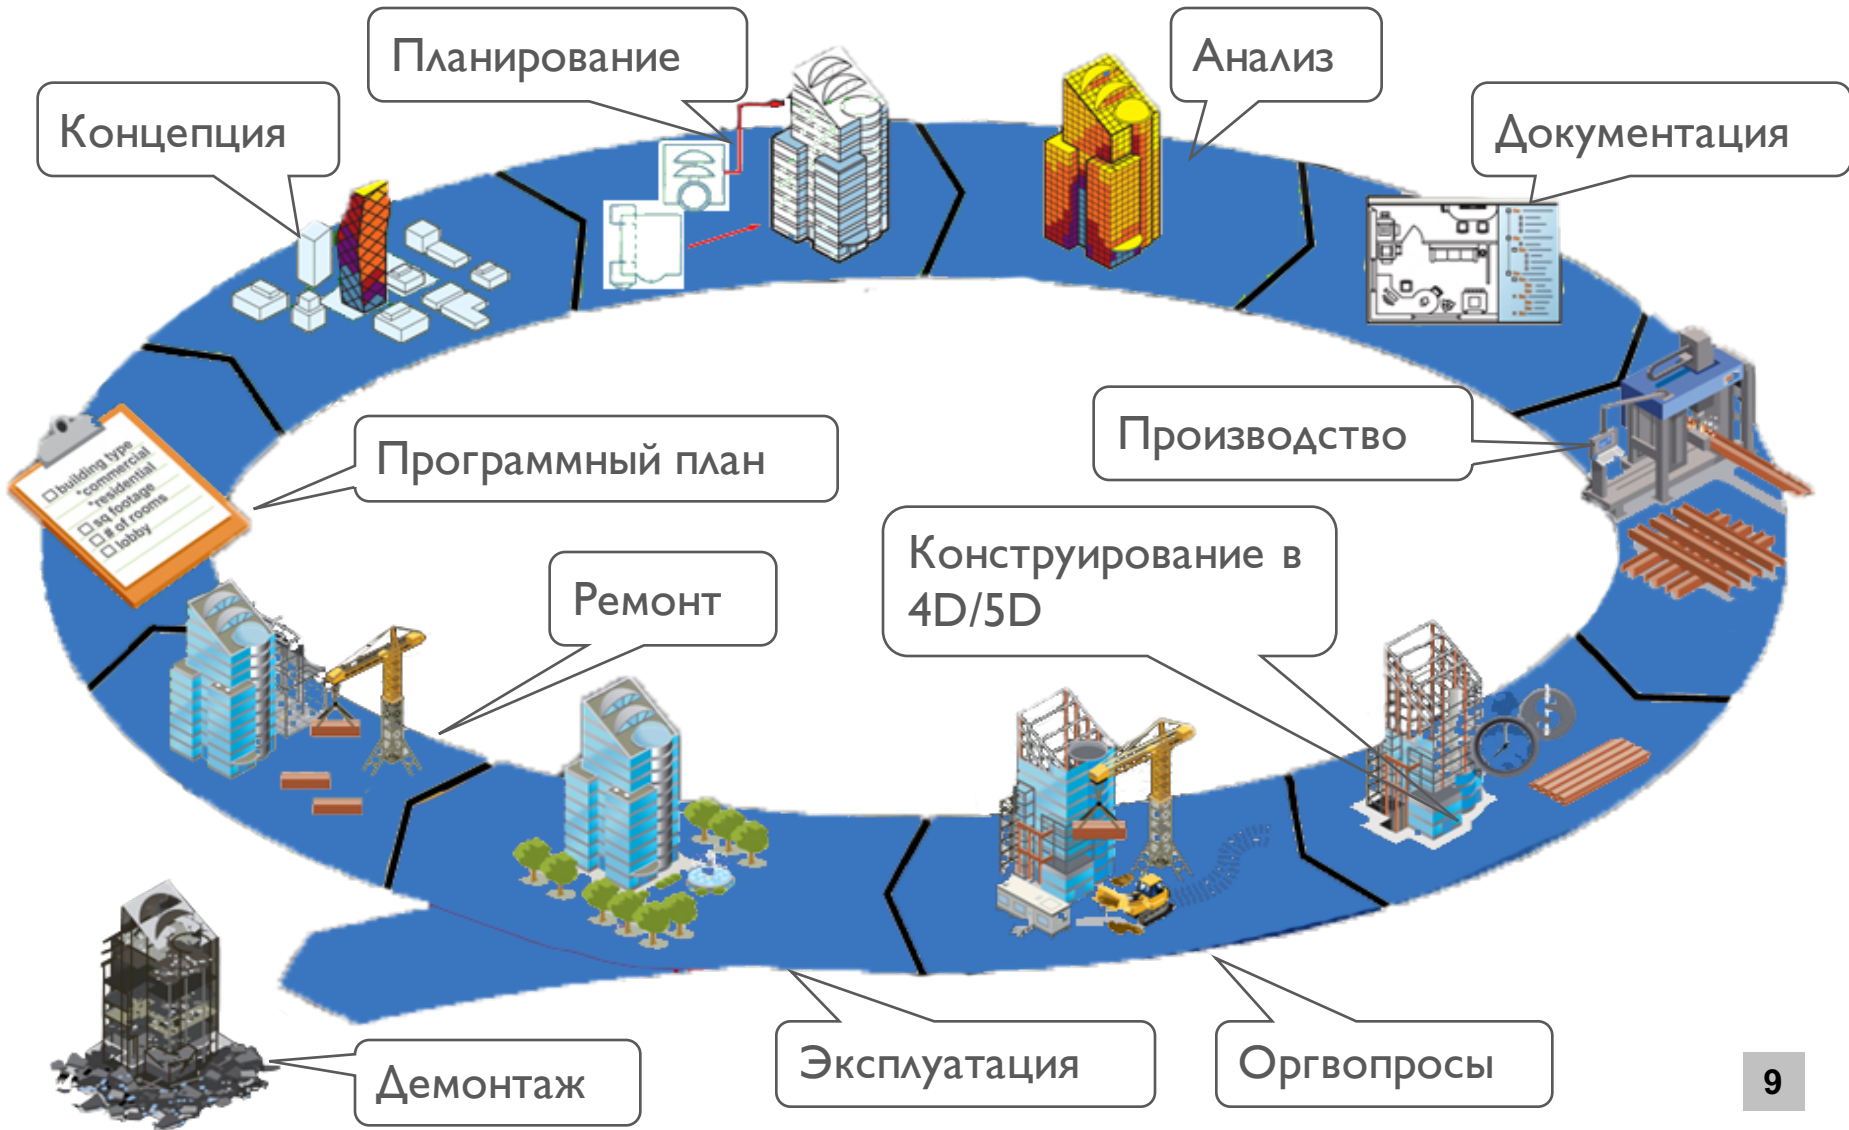 Планирование
Анализ
Концепция
Документация
Производство
Программный план
□ building type
*commercial
*residential
□ sq footage
□ # of rooms
□ lobby
Конструирование в
4D/5D
Ремонт
Эксплуатация
Оргвопросы
Демонтаж
9